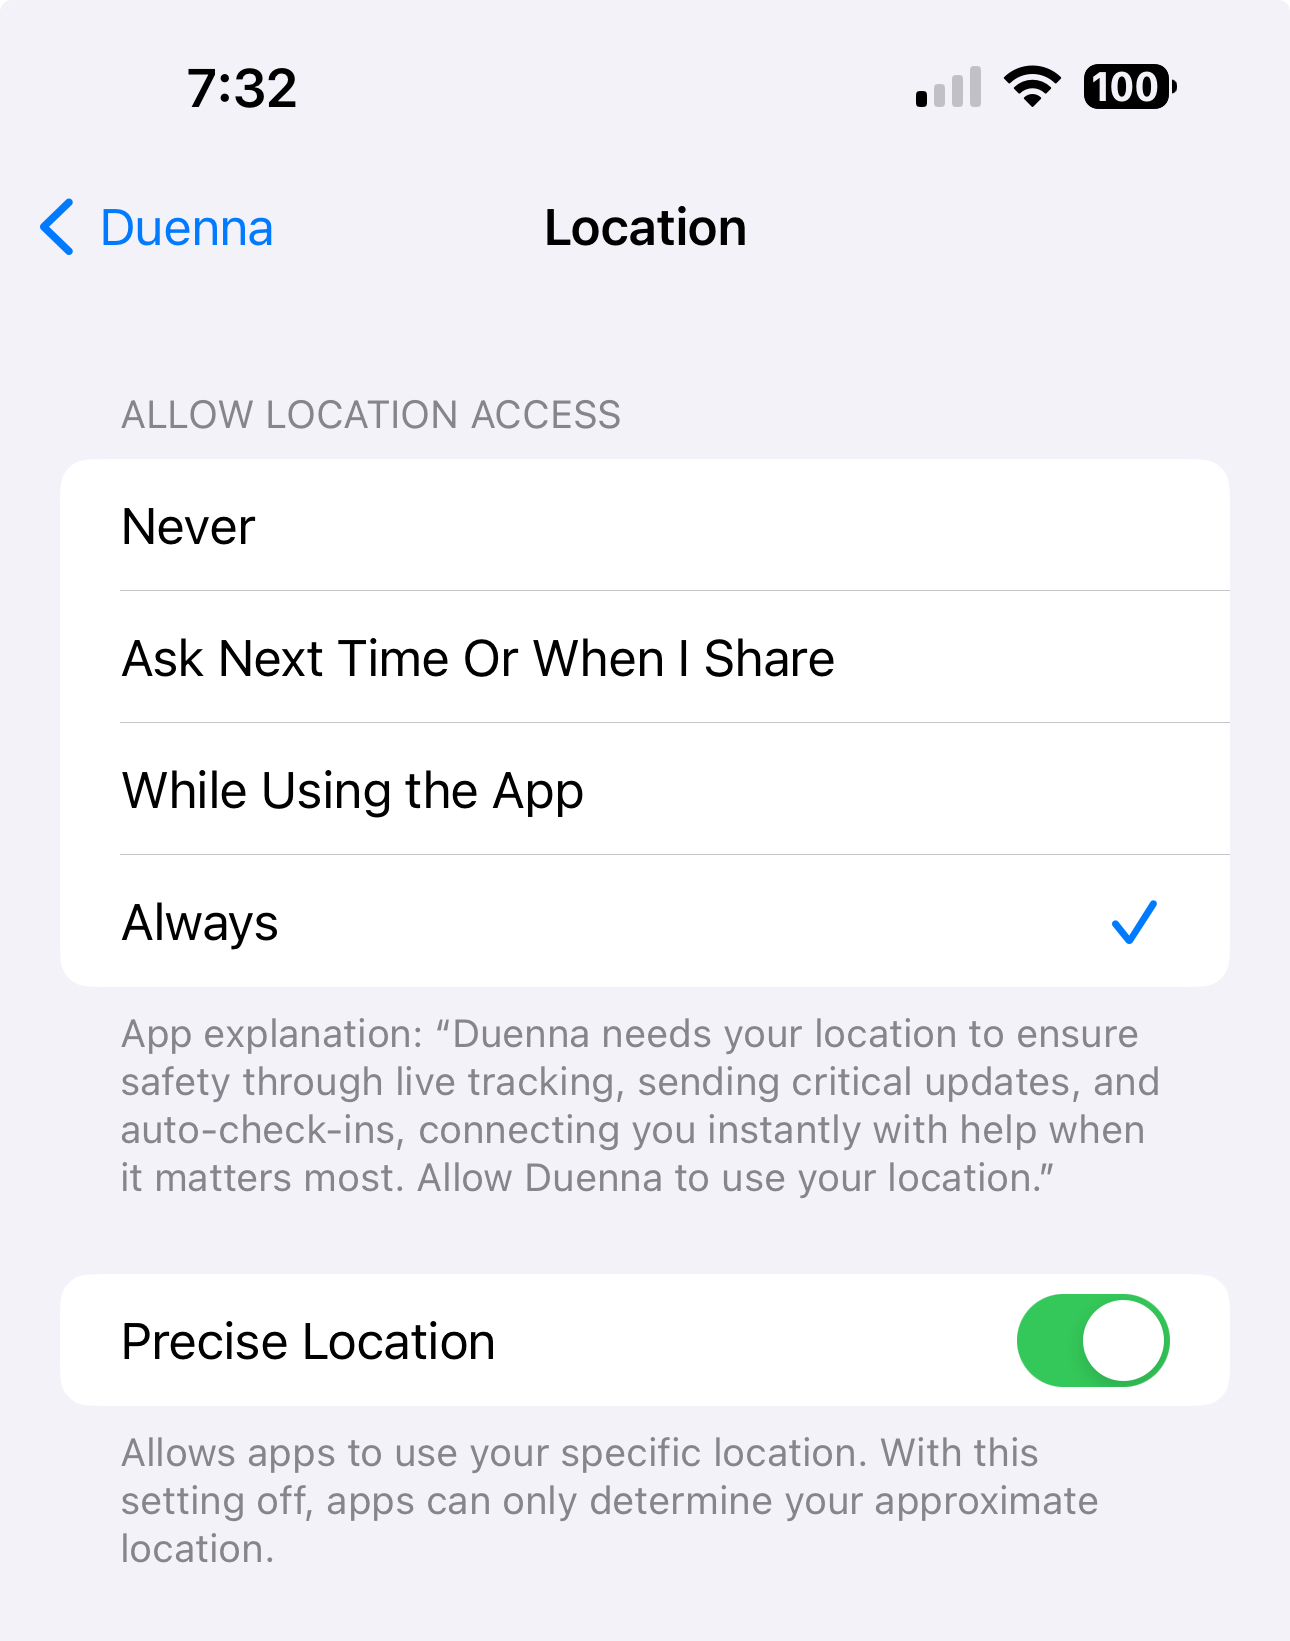 7:32
100
Duenna
Location
ALLOW LOCATION ACCESS
Never
Ask Next Time Or When I Share
While Using the App
Always
App explanation: “Duenna needs your location to ensure
safety through live tracking, sending critical updates, and
auto-check-ins, connecting you instantly with help when
it matters most. Allow Duenna to use your location.”
Precise Location
Allows apps to use your specific location. With this
setting off, apps can only determine your approximate
location.